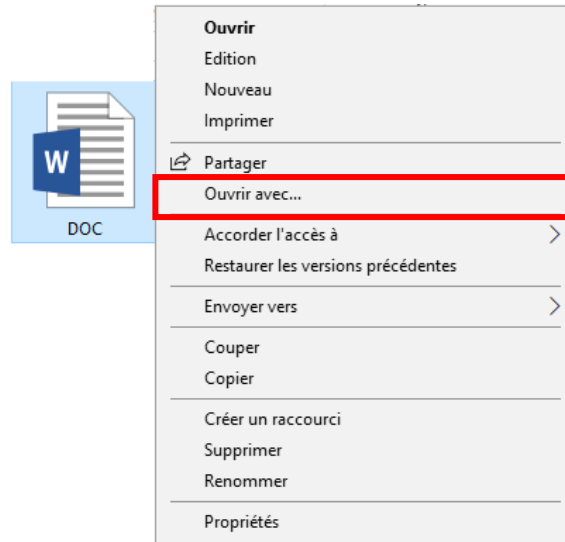 Ouvrir
Edition
Nouveau
Imprimer
Partager
Ouvrir avec...
W
DOC
Accorder l'accès à
Restaurer les versions précédentes
Envoyer vers
Couper
Copier
Créer un raccourci
Supprimer
Renommer
Propriétés